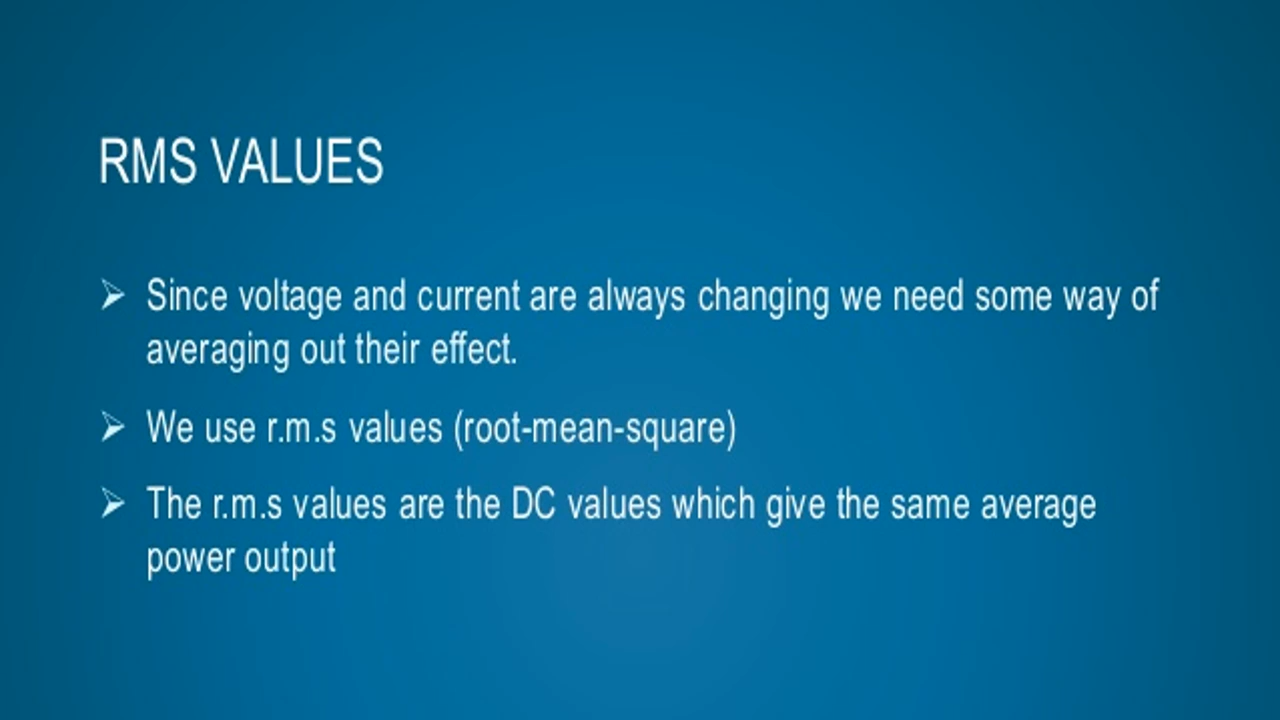 RMS VALUES
➢ Since voltage and current are always changing we need some way of
averaging out their effect.
➢ We use r.m.s values (root-mean-square)
➢ The r.m.s values are the DC values which give the same average
power output